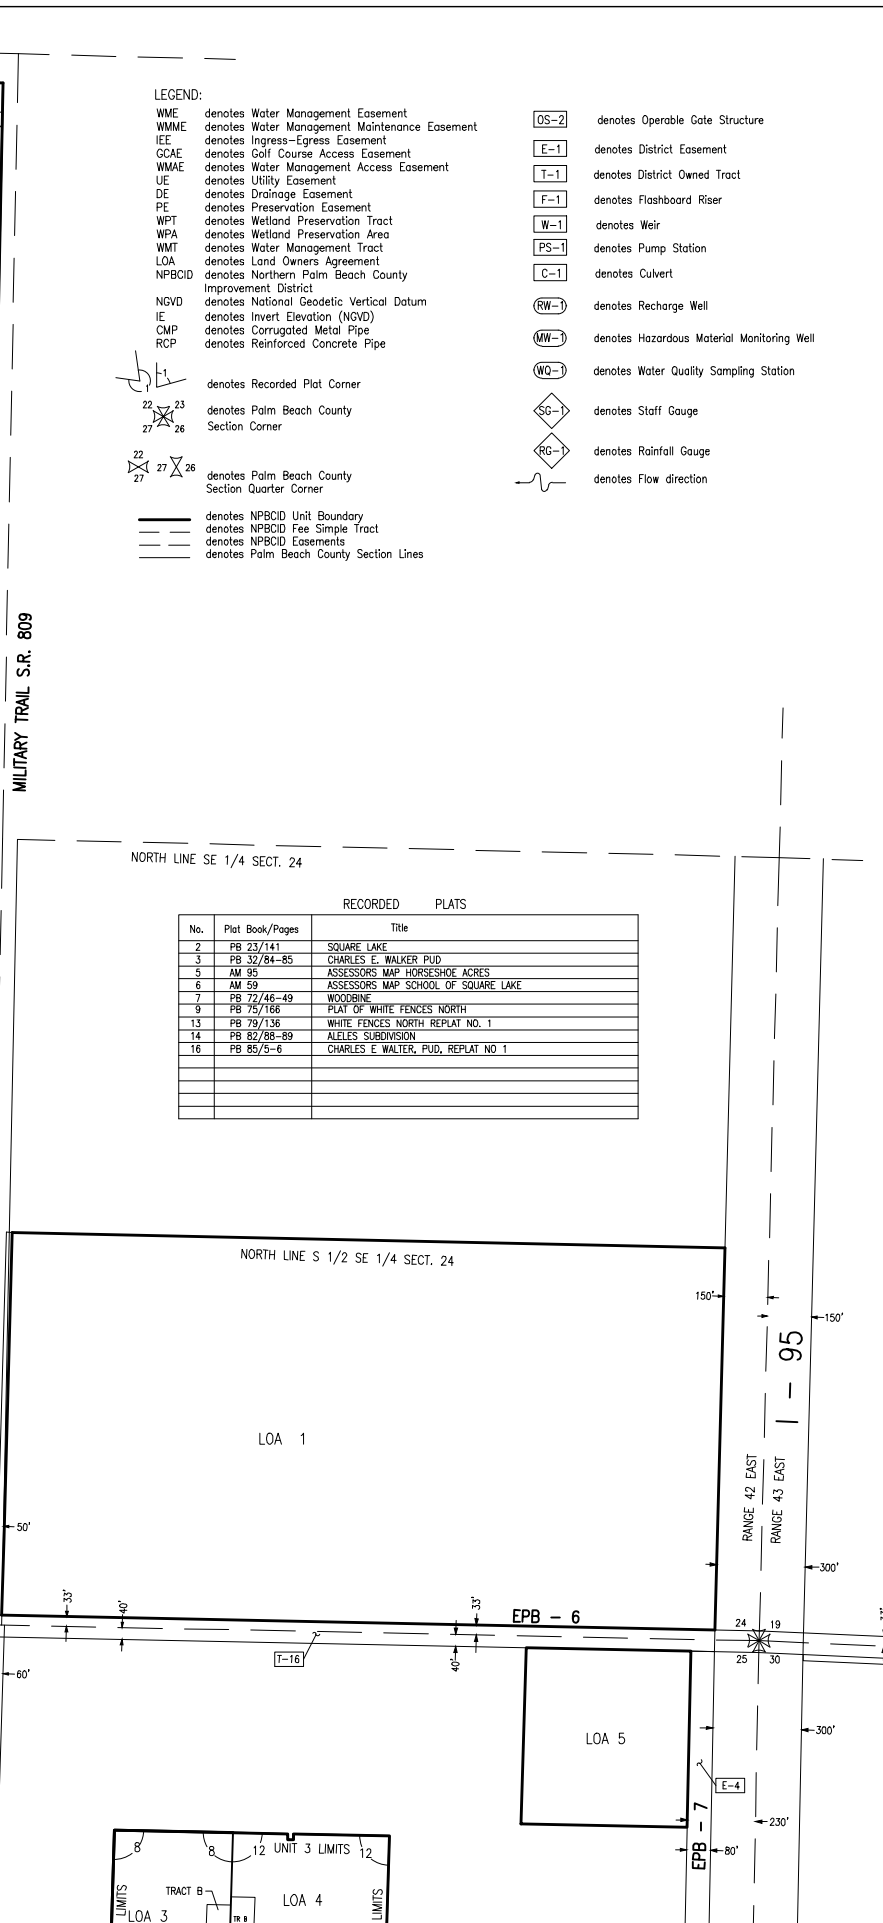 LEGEND:
WME denotes Water Management Easement
WMME denotes Water Management Maintenance Easement
IEE denotes Ingress-Egress Easement
GCAE denotes Golf Course Access Easement
WMAE denotes Water Management Access Easement
UE denotes Utility Easement
DE denotes Drainage Easement
PE denotes Preservation Easement
WPT denotes Wetland Preservation Tract
WPA denotes Wetland Preservation Area
WMT denotes Water Management Tract
LOA denotes Land Owners Agreement
NPBCID denotes Northern Palm Beach County
Improvement District
NGVD denotes National Geodetic Vertical Datum
IE denotes Invert Elevation (NGVD)
CMP denotes Corrugated Metal Pipe
RCP denotes Reinforced Concrete Pipe
1 1 denotes Recorded Plat Corner
22 23
denotes Palm Beach County
27 26 Section Corner
22
27 26
27 denotes Palm Beach County
Section Quarter Corner
denotes NPBCID Unit Boundary
denotes NPBCID Fee Simple Tract
denotes NPBCID Easements
denotes Palm Beach County Section Lines
OS-2 denotes Operable Gate Structure
E-1 denotes District Easement
T-1 denotes District Owned Tract
F-1 denotes Flashboard Riser
W-1 denotes Weir
PS-1 denotes Pump Station
C-1 denotes Culvert
RW-1 denotes Recharge Well
MW-1 denotes Hazardous Material Monitoring Well
WQ-1 denotes Water Quality Sampling Station
SG-1 denotes Staff Gauge
RG-1 denotes Rainfall Gauge
denotes Flow direction
MILITARY TRAIL S.R. 809
NORTH LINE SE 1/4 SECT. 24
RECORDED PLATS
No. Plat Book/Pages Title
2 PB 23/141 SQUARE LAKE
3 PB 32/84-85 CHARLES E. WALKER PUD
5 AM 95 ASSESSORS MAP HORSESHOE ACRES
6 AM 59 ASSESSORS MAP SCHOOL OF SQUARE LAKE
7 PB 72/46-49 WOODBINE
9 PB 75/166 PLAT OF WHITE FENCES NORTH
13 PB 79/136 WHITE FENCES NORTH REPLAT NO. 1
14 PB 82/88-89 ALELES SUBDIVISION
16 PB 85/5-6 CHARLES E WALTER, PUD, REPLAT NO 1
NORTH LINE S 1/2 SE 1/4 SECT. 24
150'
150'
I - 95
LOA 1
RANGE 42 EAST
RANGE 43 EAST
50'
300'
33'
40'
33'
EPB - 6
24 19
25 30
T-16
40'
60'
LOA 5
300'
E-4
EPB - 7
230'
80'
8 8 12 UNIT 3 LIMITS 12
LIMITS
TRACT B
LOA 4
LIMITS
LOA 3
TR B